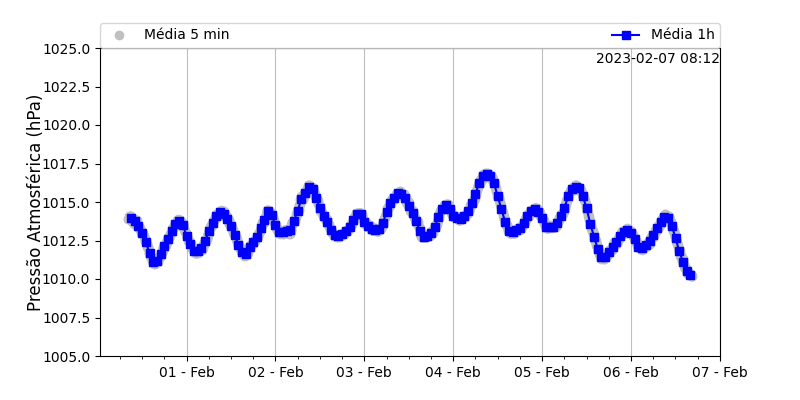 Média 5 min
Média 1h
2023-02-07 08:12
Pressão Atmosférica (hPa)
1025.0
1022.5
1020.0
1017.5
1015.0
1012.5
1010.0
1007.5
1005.0
01 - Feb
02 - Feb
03 - Feb
04 - Feb
05 - Feb
06 - Feb
07 - Feb